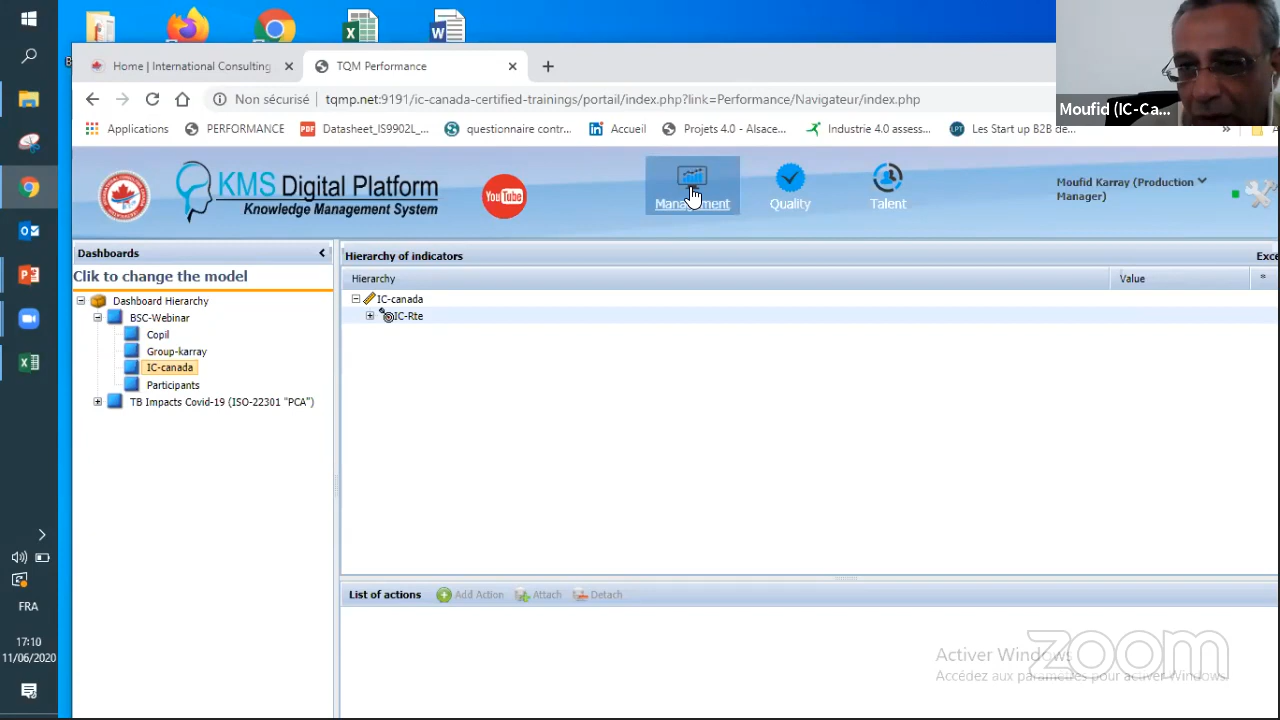 Moufid (IC-Ca...
Home | International Consulting
TQM Performance
Non sécurisé
tqmp.net:9191/ic-canada-certified-trainings/portail/index.php?link=Performance/Navigateur/index.php
Applications
PERFORMANCE
PDF
Datasheet_IS9902L_...
questionnaire contr...
Accueil
Projets 4.0 - Alsace...
Industrie 4.0 assess...
LPT
Les Start up B2B de...
KMS Digital Platform
Knowledge Management System
YouTube
Management
Quality
Talent
Moufid Karray (Production
Manager)
Dashboards
Clik to change the model
Dashboard Hierarchy
BSC-Webinar
Copil
Group-karray
IC-canada
Participants
TB Impacts Covid-19 (ISO-22301 "PCA")
Hierarchy of indicators
Exce
Hierarchy
Value
*
IC-canada
IC-Rte
List of actions
Add Action
Attach
Detach
FRA
17:10
11/06/2020
Activer Windows
Accédez aux paramètres pour activer Windows.
zoom